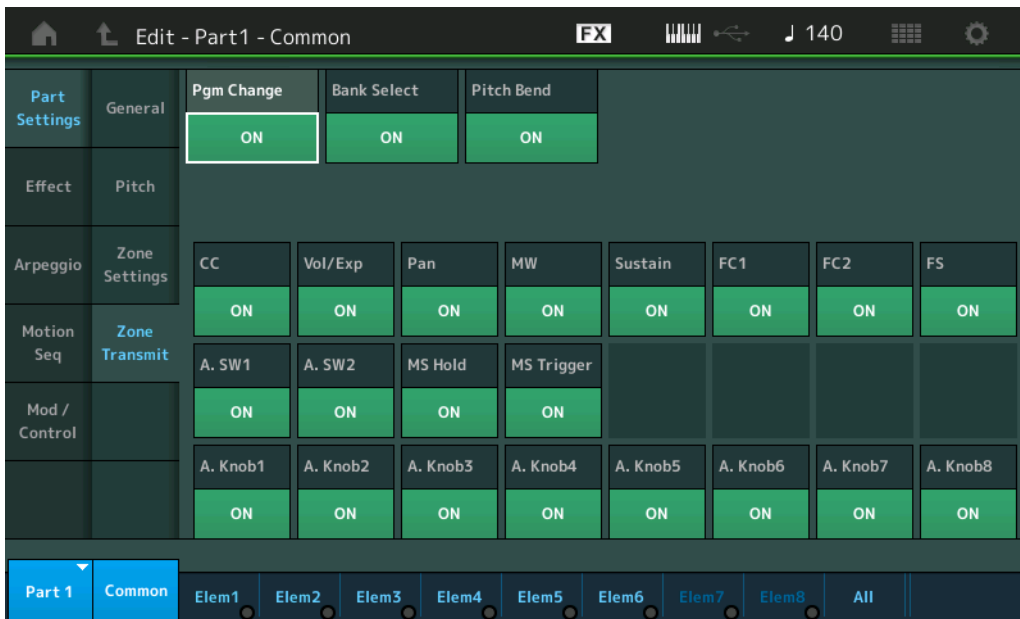 Edit - Part1 - Common FX 140
Part Settings
General
Pgm Change Bank Select Pitch Bend
ON ON ON
Effect
Pitch
Arpeggio
Zone Settings
CC Vol/Exp Pan MW Sustain FC1 FC2 FS
ON ON ON ON ON ON ON ON
Motion Seq
Zone Transmit
A. SW1 A. SW2 MS Hold MS Trigger
ON ON ON ON
Mod / Control
A. Knob1 A. Knob2 A. Knob3 A. Knob4 A. Knob5 A. Knob6 A. Knob7 A. Knob8
ON ON ON ON ON ON ON ON
Part 1 Common Elem1 Elem2 Elem3 Elem4 Elem5 Elem6 Elem7 Elem8 All